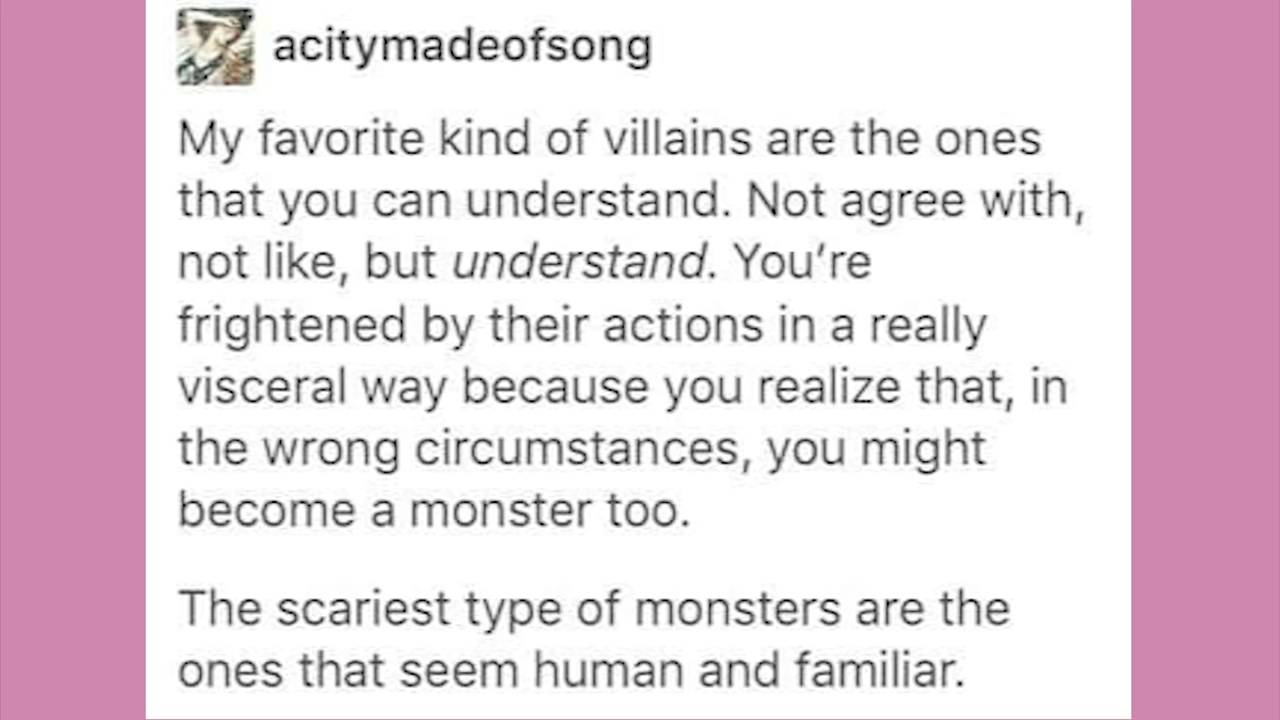 acitymadeofsong
My favorite kind of villains are the ones
that you can understand. Not agree with,
not like, but understand. You’re
frightened by their actions in a really
visceral way because you realize that, in
the wrong circumstances, you might
become a monster too.
The scariest type of monsters are the
ones that seem human and familiar.